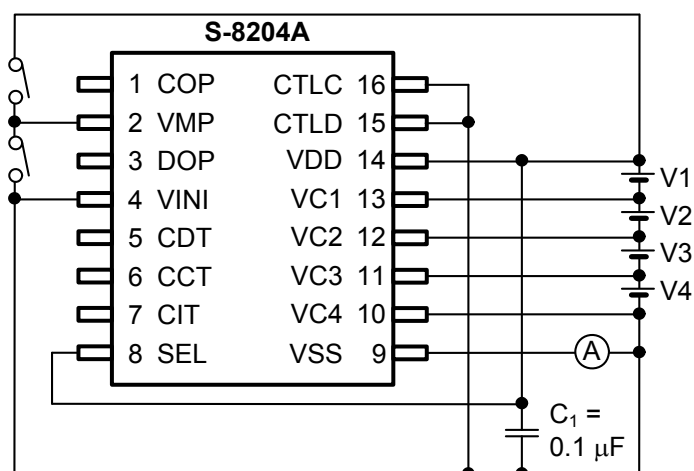 S-8204A
1 COP CTLC 16
2 VMP CTLD 15
3 DOP VDD 14
4 VINI VC1 13
5 CDT VC2 12
6 CCT VC3 11
7 CIT VC4 10
8 SEL VSS 9
V1
V2
V3
V4
A
C₁ =
0.1 μF